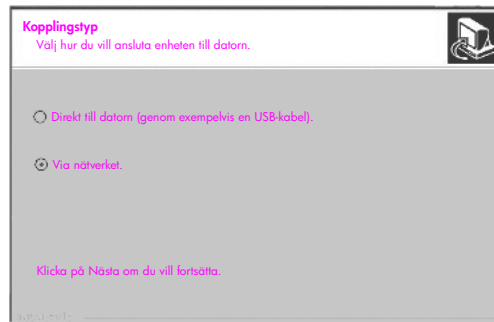 Kopplingstyp
Välj hur du vill ansluta enheten till datorn.
Direkt till datorn (genom exempelvis en USB-kabel).
Via nätverket.
Klicka på Nästa om du vill fortsätta.